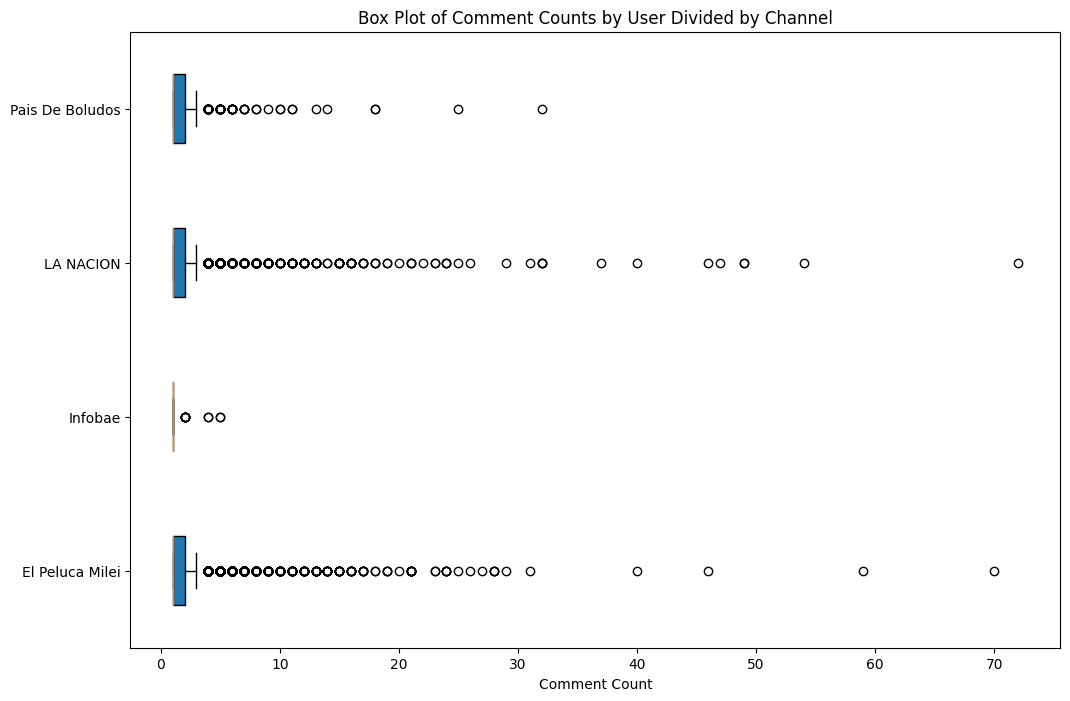 Box Plot of Comment Counts by User Divided by Channel
Pais De Boludos
LA NACION
Infobae
El Peluca Milei
0 10 20 30 40 50 60 70
Comment Count